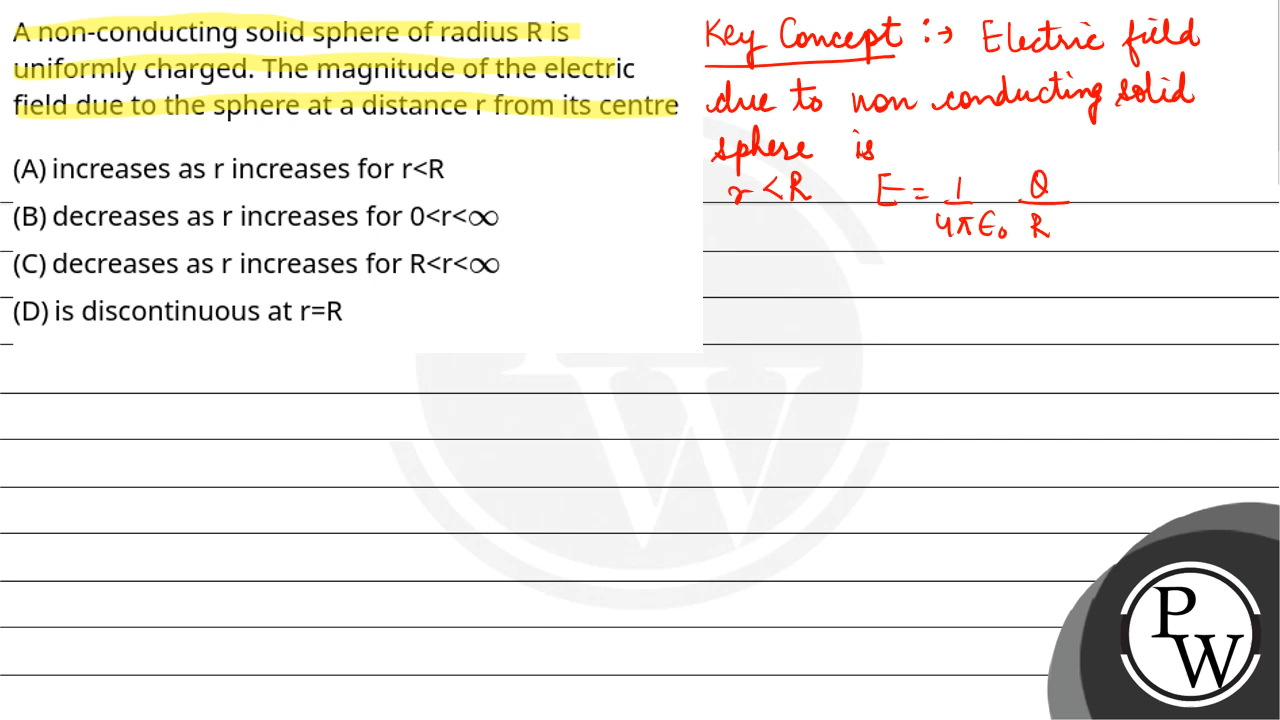 A non-conducting solid sphere of radius R is
uniformly charged. The magnitude of the electric
field due to the sphere at a distance r from its centre
(A) increases as r increases for r<R
(B) decreases as r increases for 0<r<∞
(C) decreases as r increases for R<r<∞
(D) is discontinuous at r=R
Key Concept :→ Electric field
due to non conducting solid
sphere is
r < R E = 1/4πϵ₀ Q/R
P
W